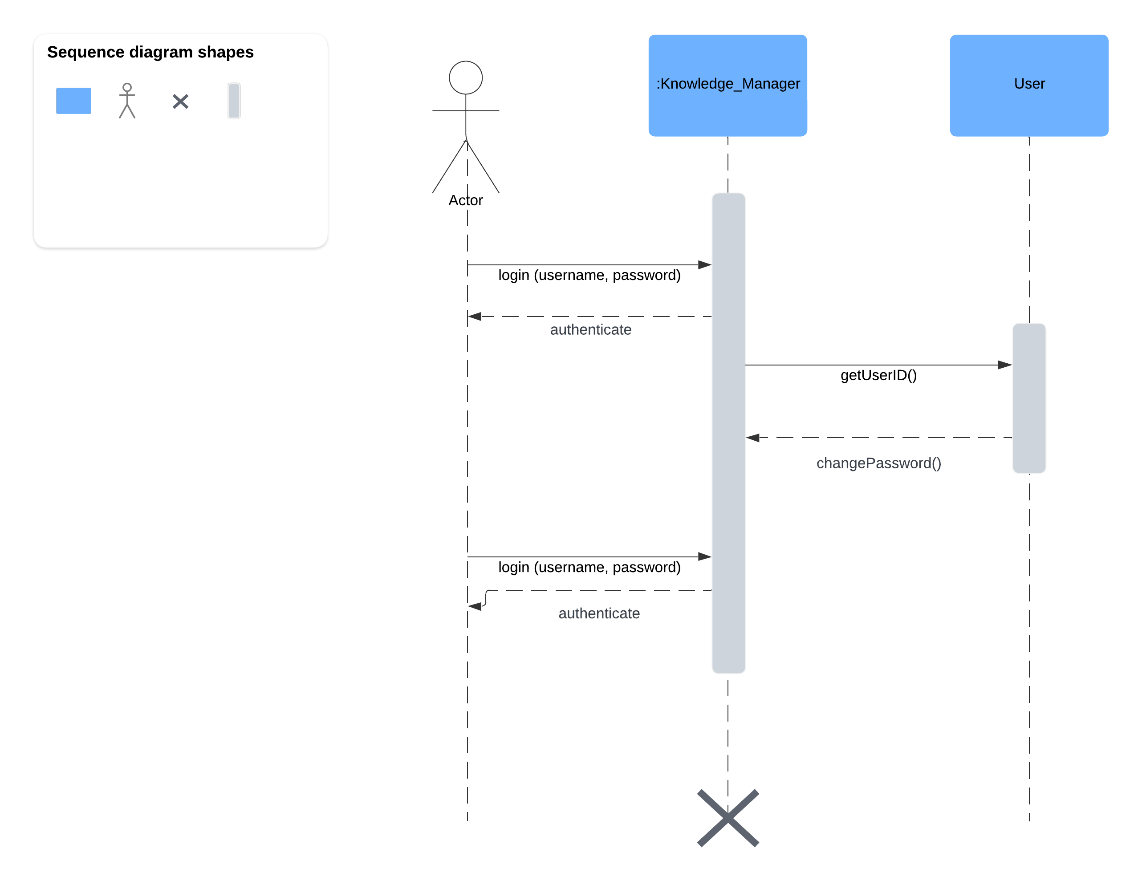 Sequence diagram shapes
:Knowledge_Manager
User
Actor
login (username, password)
authenticate
getUserID()
changePassword()
login (username, password)
authenticate